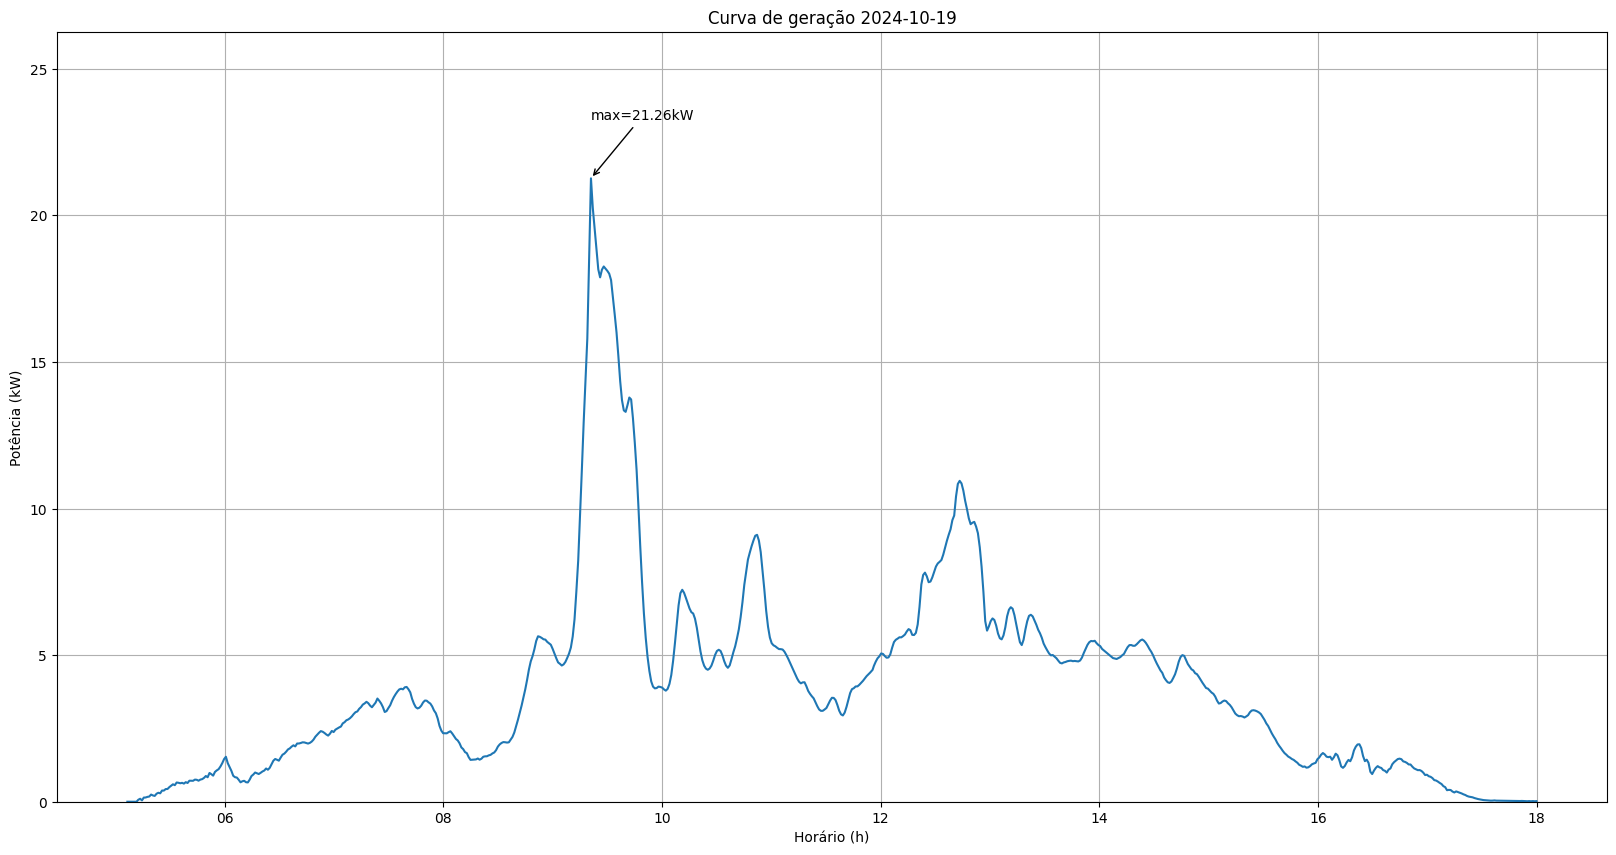 Curva de geração 2024-10-19
25
max=21.26kW
20
15
Potência (kW)
10
5
0
06 08 10 12 14 16 18
Horário (h)